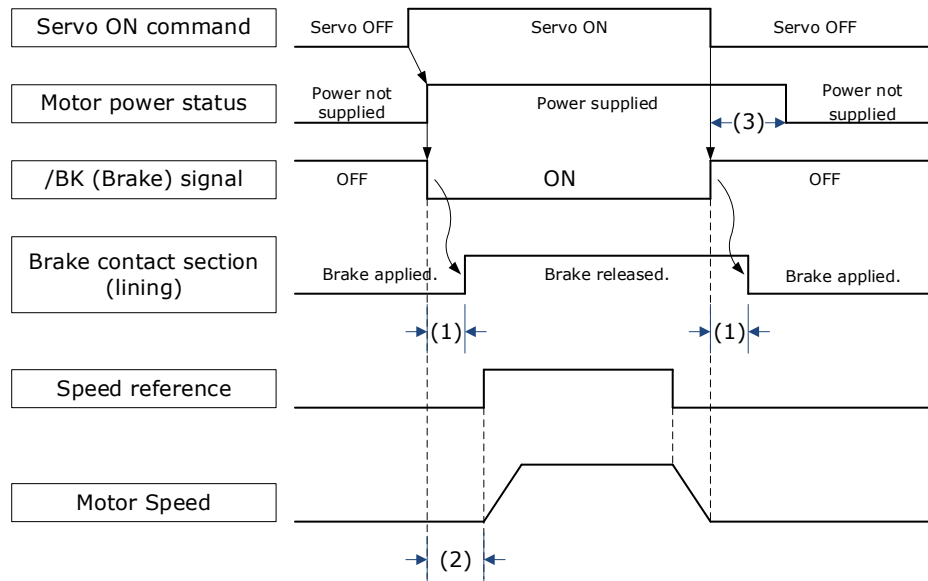 Servo ON command
Servo OFF
Servo ON
Servo OFF
Motor power status
Power not
supplied
Power supplied
(3)
Power not
supplied
/BK (Brake) signal
OFF
ON
OFF
Brake contact section
(lining)
Brake applied.
Brake released.
Brake applied.
(1)
(1)
Speed reference
Motor Speed
(2)